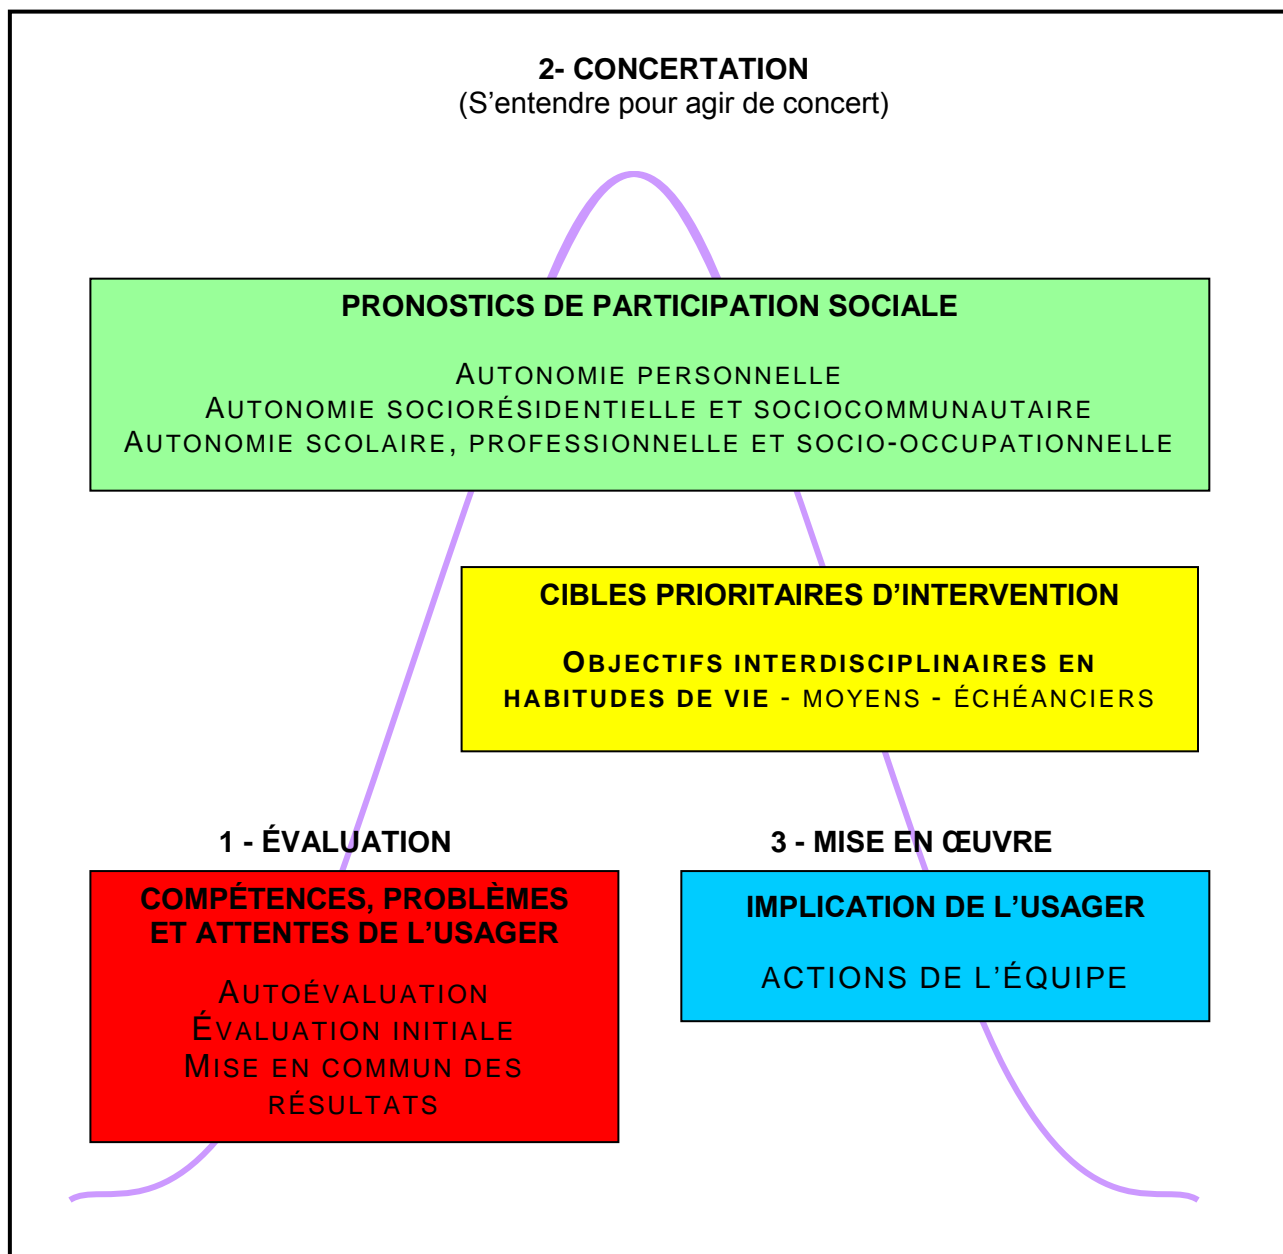 2- CONCERTATION
(S'entendre pour agir de concert)
PRONOSTICS DE PARTICIPATION SOCIALE
AUTONOMIE PERSONNELLE
AUTONOMIE SOCIORÉSIDENTIELLE ET SOCIOCOMMUNAUTAIRE
AUTONOMIE SCOLAIRE, PROFESSIONNELLE ET SOCIO-OCCUPATIONNELLE
CIBLES PRIORITAIRES D'INTERVENTION
OBJECTIFS INTERDISCIPLINAIRES EN
HABITUDES DE VIE - MOYENS - ÉCHÉANCIERS
1 - ÉVALUATION
COMPÉTENCES, PROBLÈMES
ET ATTENTES DE L'USAGER
AUTOÉVALUATION
ÉVALUATION INITIALE
MISE EN COMMUN DES
RÉSULTATS
3 - MISE EN ŒUVRE
IMPLICATION DE L'USAGER
ACTIONS DE L'ÉQUIPE